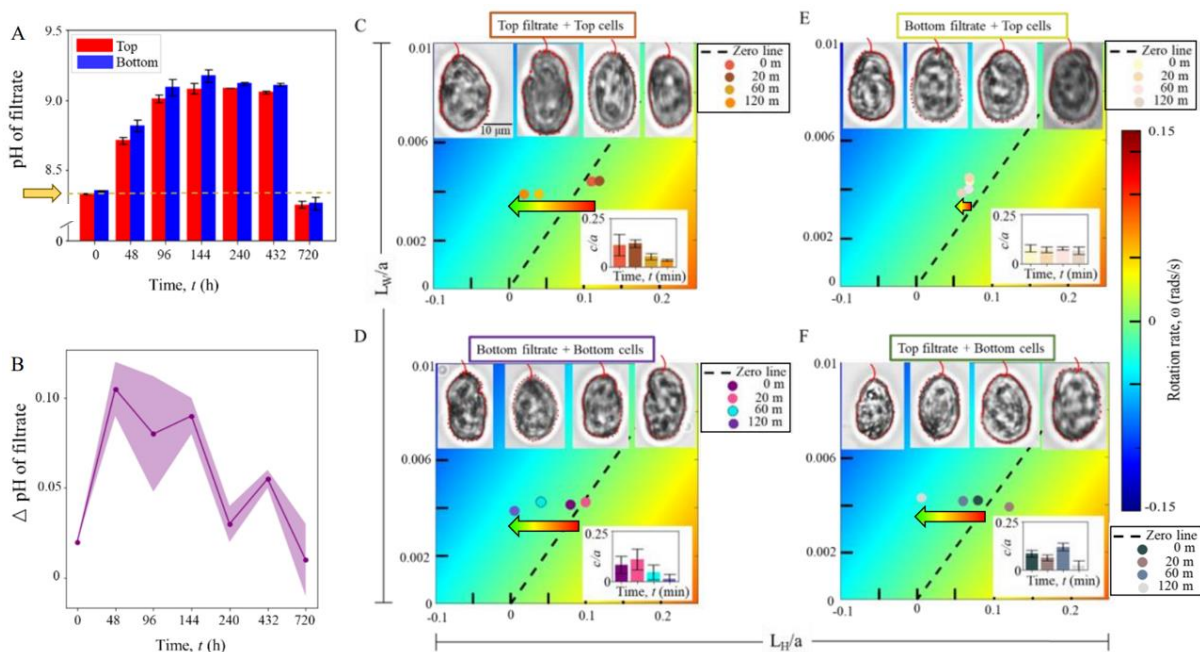 A
9.5
9.0
8.5
0
pH of filtrate
Top
Bottom
0 48 96 144 240 432 720
Time, t (h)
B
0.10
0.05
0
△ pH of filtrate
0 48 96 144 240 432 720
Time, t (h)
L_W/a
C
Top filtrate + Top cells
0.01
0.006
0.002
0
10 μm
Zero line
0 m
20 m
60 m
120 m
0.25
0
c/a
Time, t (min)
-0.1 0 0.1 0.2
D
Bottom filtrate + Bottom cells
0.01
0.006
0.002
0
Zero line
0 m
20 m
60 m
120 m
0.25
0
c/a
Time, t (min)
-0.1 0 0.1 0.2
E
Bottom filtrate + Top cells
0.01
0.006
0.002
0
Zero line
0 m
20 m
60 m
120 m
0.25
0
c/a
Time, t (min)
-0.1 0 0.1 0.2
F
Top filtrate + Bottom cells
0.01
0.006
0.002
0
0.25
0
c/a
Time, t (min)
-0.1 0 0.1 0.2
0.15
0
-0.15
Rotation rate, ω (rads/s)
Zero line
0 m
20 m
60 m
120 m
L_H/a